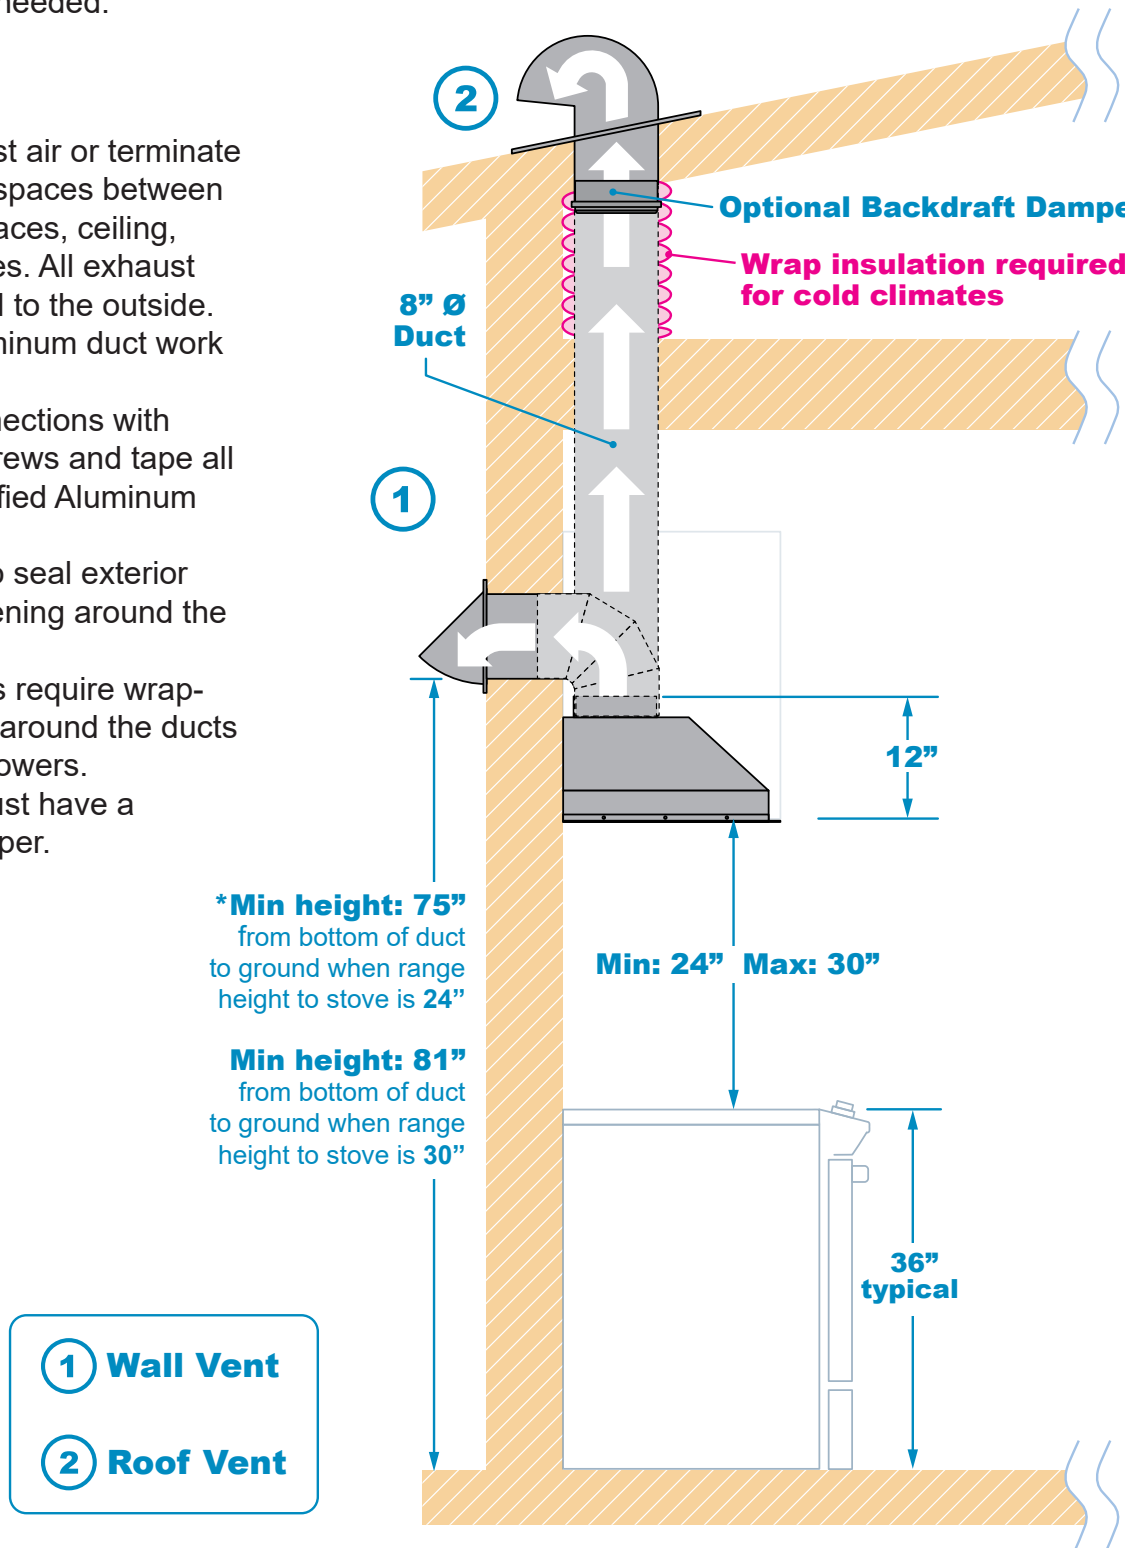 needed.
st air or terminate
spaces between
aces, ceiling,
es. All exhaust
d to the outside.
minum duct work
nections with
rews and tape all
fied Aluminum
o seal exterior
ening around the
s require wrap-
around the ducts
owers.
ust have a
per.
2
Optional Backdraft Dampe
Wrap insulation required
for cold climates
8” Ø
Duct
1
12”
*Min height: 75”
from bottom of duct
to ground when range
height to stove is 24”
Min: 24” Max: 30”
Min height: 81”
from bottom of duct
to ground when range
height to stove is 30”
36”
typical
1 Wall Vent
2 Roof Vent